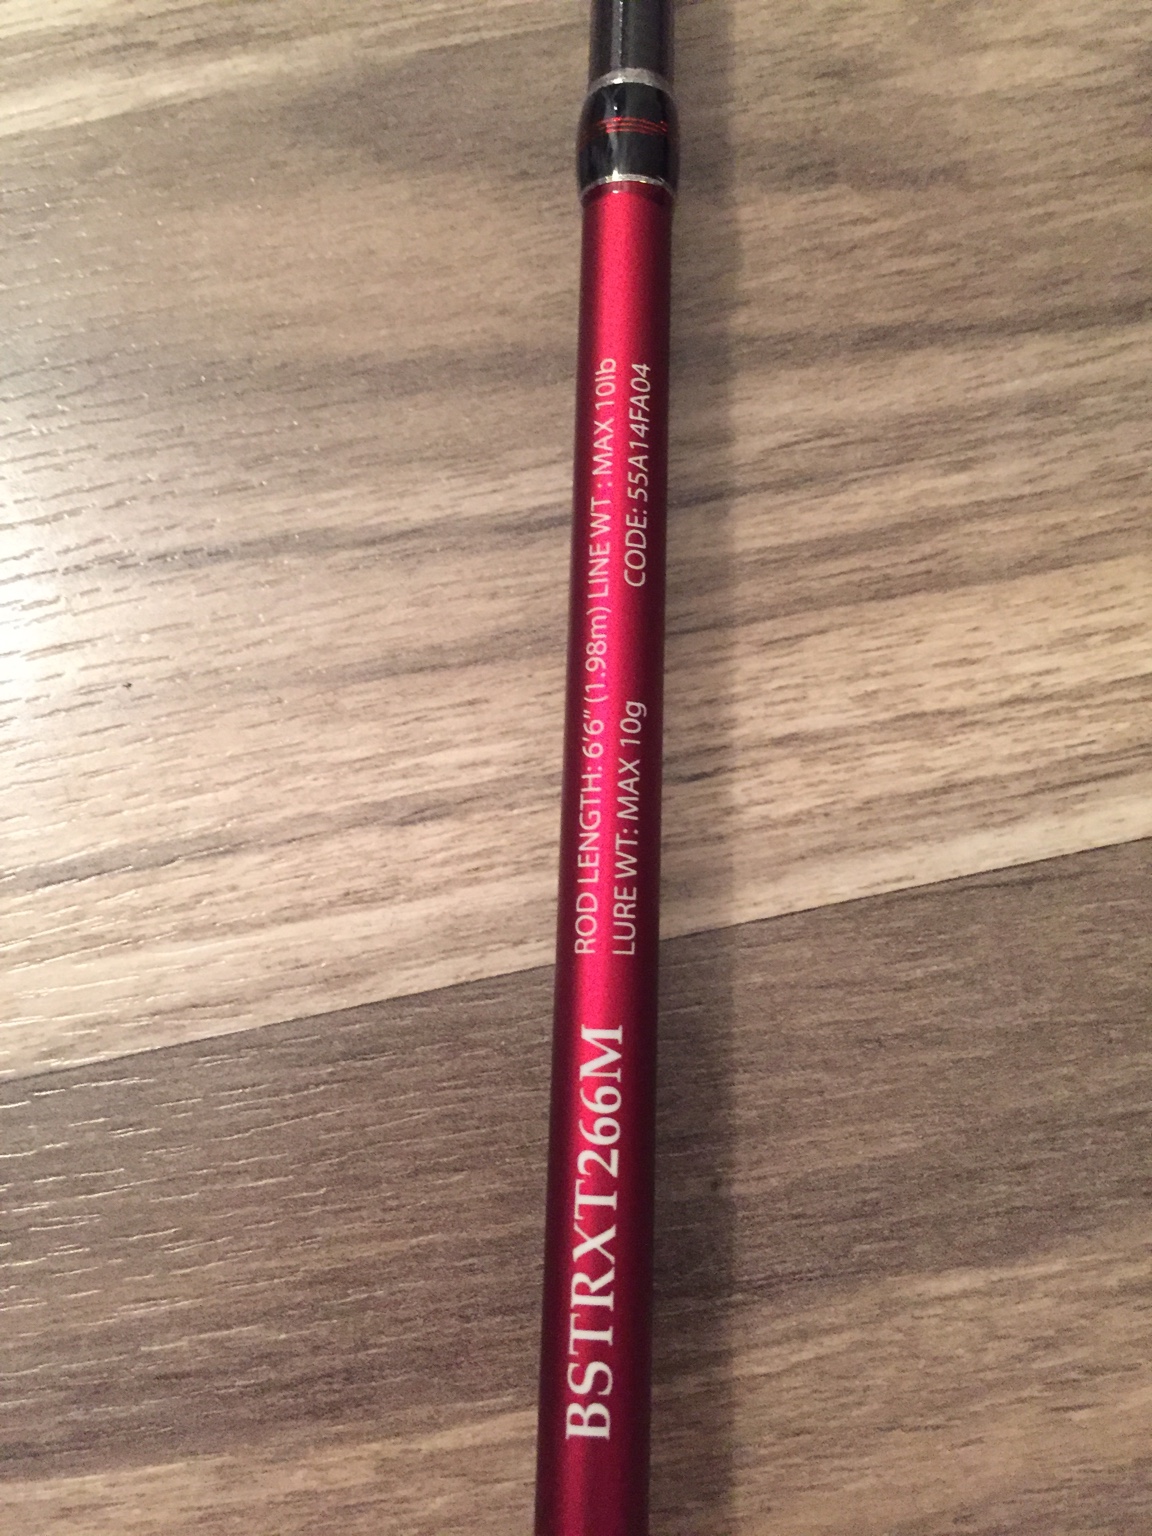 BSTRXT266M
ROD LENGTH: 6'6" (1.98m) LINE WT : MAX 10lb
LURE WT: MAX 10g CODE: 55A14FA04